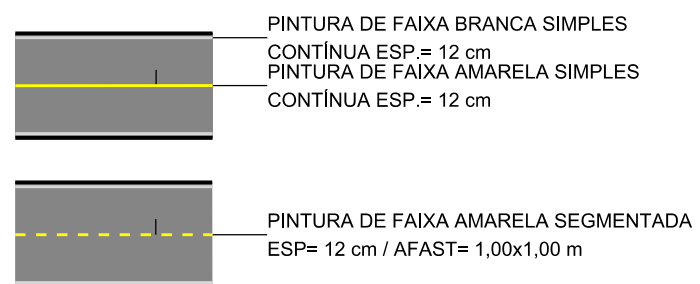 PINTURA DE FAIXA BRANCA SIMPLES
CONTÍNUA ESP.= 12 cm
PINTURA DE FAIXA AMARELA SIMPLES
CONTÍNUA ESP.= 12 cm
PINTURA DE FAIXA AMARELA SEGMENTADA
ESP= 12 cm / AFAST= 1,00x1,00 m